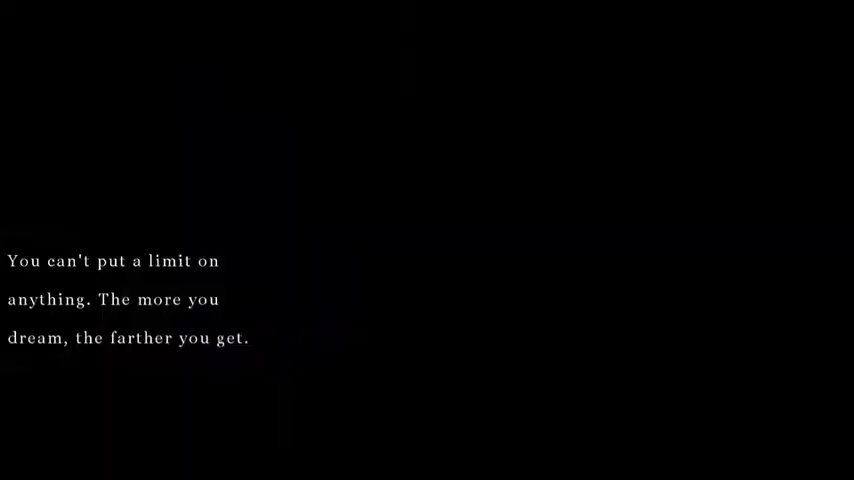 You can't put a limit on
anything. The more you
dream, the farther you get.